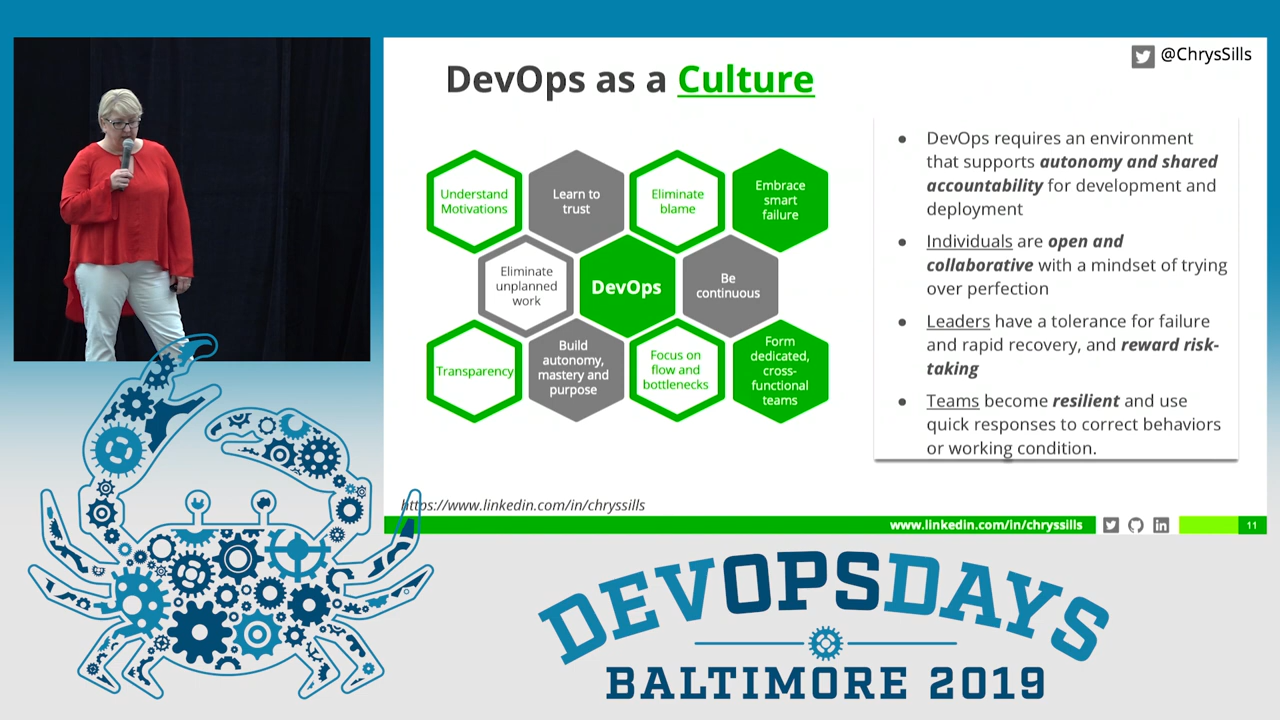 @ChrysSills
DevOps as a Culture
Understand
Motivations
Learn to
trust
Eliminate
blame
Embrace
smart
failure
Eliminate
unplanned
work
DevOps
Be
continuous
Transparency
Build
autonomy,
mastery and
purpose
Focus on
flow and
bottlenecks
Form
dedicated,
cross-
functional
teams
● DevOps requires an environment
that supports autonomy and shared
accountability for development and
deployment
● Individuals are open and
collaborative with a mindset of trying
over perfection
● Leaders have a tolerance for failure
and rapid recovery, and reward risk-
taking
● Teams become resilient and use
quick responses to correct behaviors
or working condition.
https://www.linkedin.com/in/chryssills
www.linkedin.com/in/chryssills
11
DEVOPSDAYS
BALTIMORE 2019